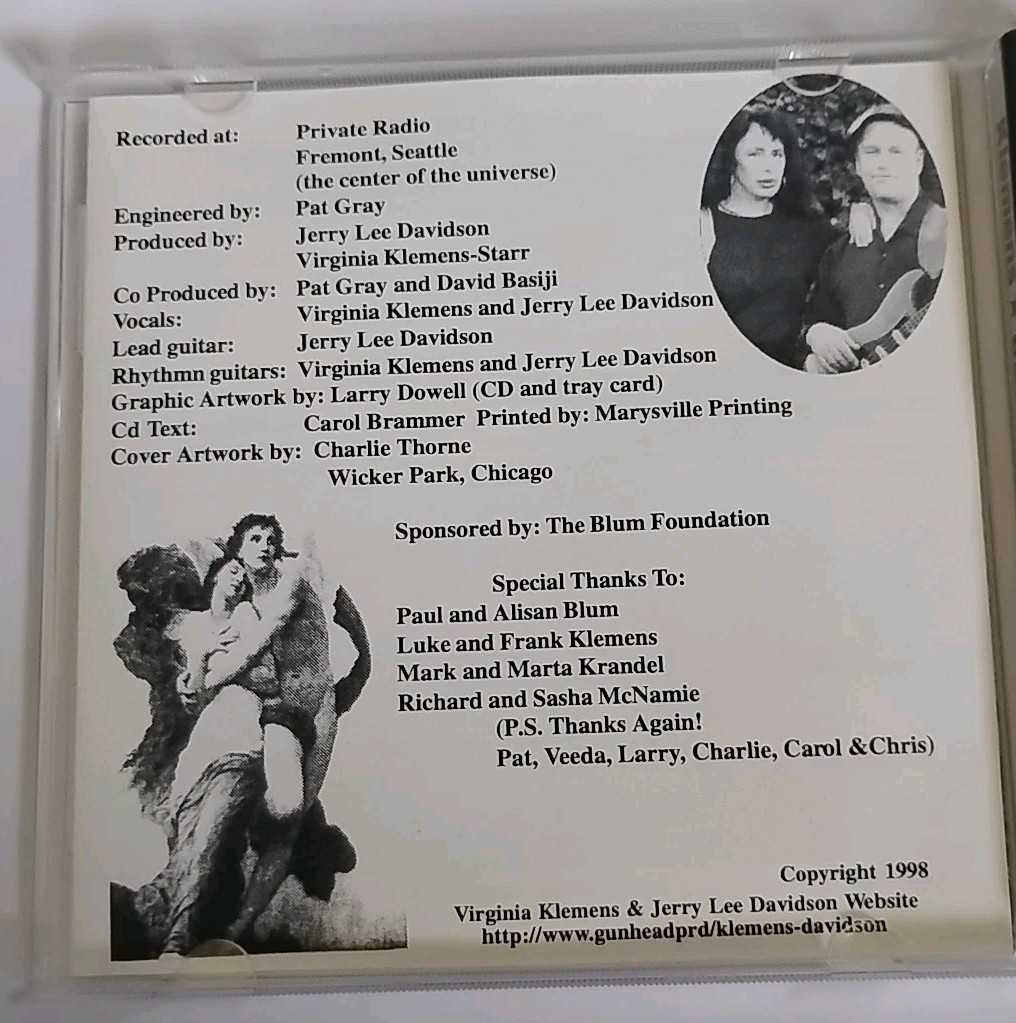 Recorded at: Private Radio
Fremont, Seattle
(the center of the universe)
Engineered by: Pat Gray
Produced by: Jerry Lee Davidson
Virginia Klemens-Starr
Co Produced by: Pat Gray and David Basiji
Vocals: Virginia Klemens and Jerry Lee Davidson
Lead guitar: Jerry Lee Davidson
Rhythmn guitars: Virginia Klemens and Jerry Lee Davidson
Graphic Artwork by: Larry Dowell (CD and tray card)
Cd Text: Carol Brammer Printed by: Marysville Printing
Cover Artwork by: Charlie Thorne
Wicker Park, Chicago
Sponsored by: The Blum Foundation
Special Thanks To:
Paul and Alisan Blum
Luke and Frank Klemens
Mark and Marta Krandel
Richard and Sasha McNamie
(P.S. Thanks Again!
Pat, Veeda, Larry, Charlie, Carol &Chris)
Copyright 1998
Virginia Klemens & Jerry Lee Davidson Website
http://www.gunheadprd/klemens-davidson